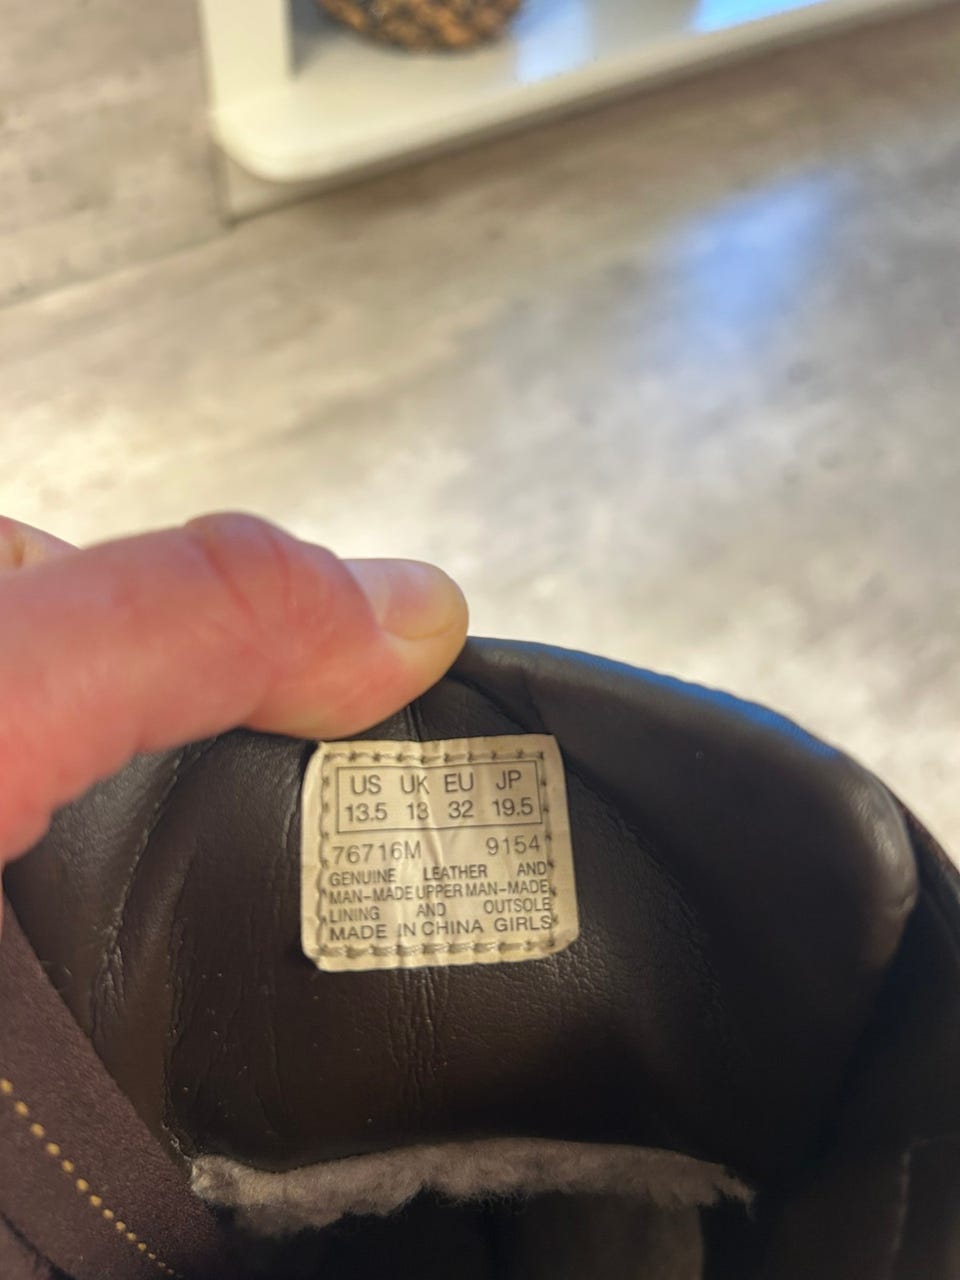 US UK EU JP
13.5 13 32 19.5
76716M 9154
GENUINE LEATHER AND
MAN-MADE UPPER MAN-MADE
LINING AND OUTSOLE
MADE IN CHINA GIRLS